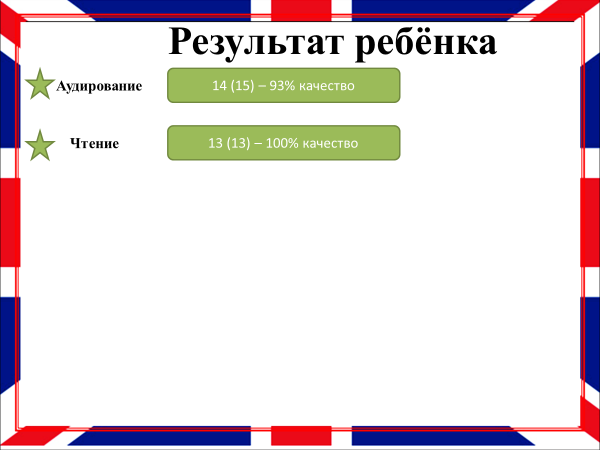 Результат ребёнка
Аудирование
14 (15) – 93% качество
Чтение
13 (13) – 100% качество